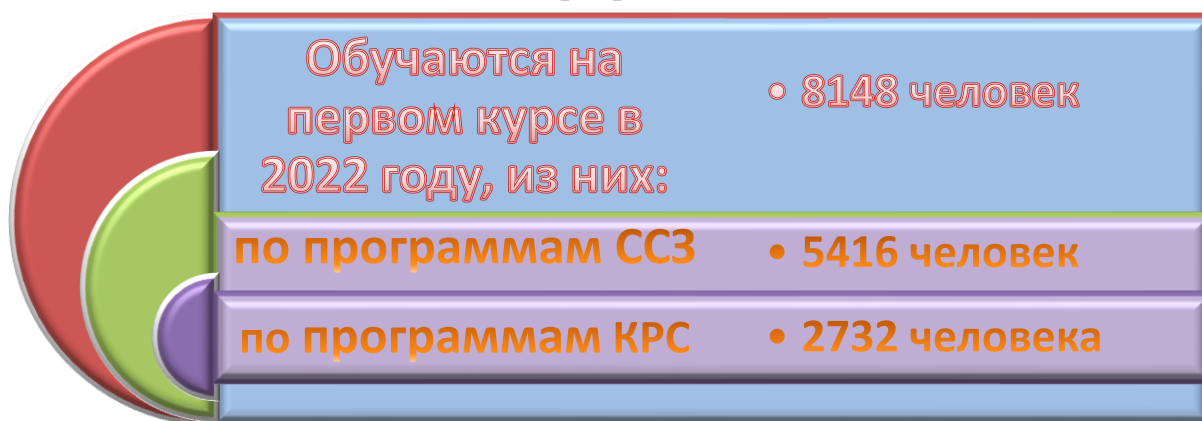 Обучаются на
первом курсе в
2022 году, из них:
• 8148 человек
по программам ССЗ
• 5416 человек
по программам КРС
• 2732 человека